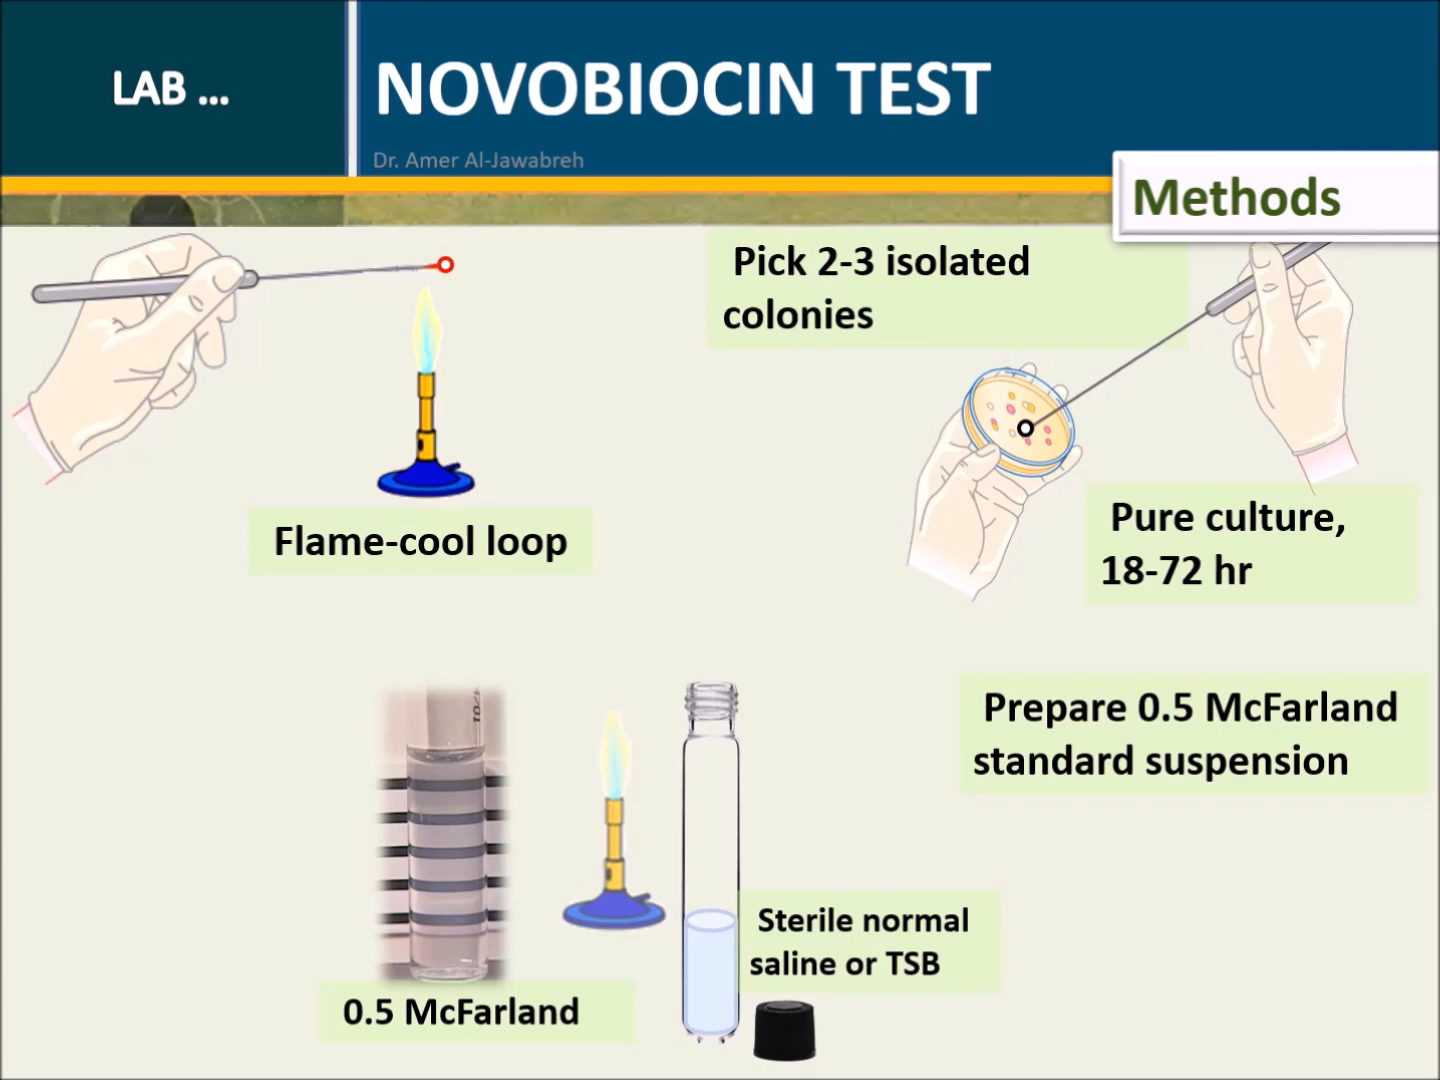 LAB ...
NOVOBIOCIN TEST
Dr. Amer Al-Jawabreh
Methods
Pick 2-3 isolated
colonies
Flame-cool loop
Pure culture,
18-72 hr
Prepare 0.5 McFarland
standard suspension
Sterile normal
saline or TSB
0.5 McFarland